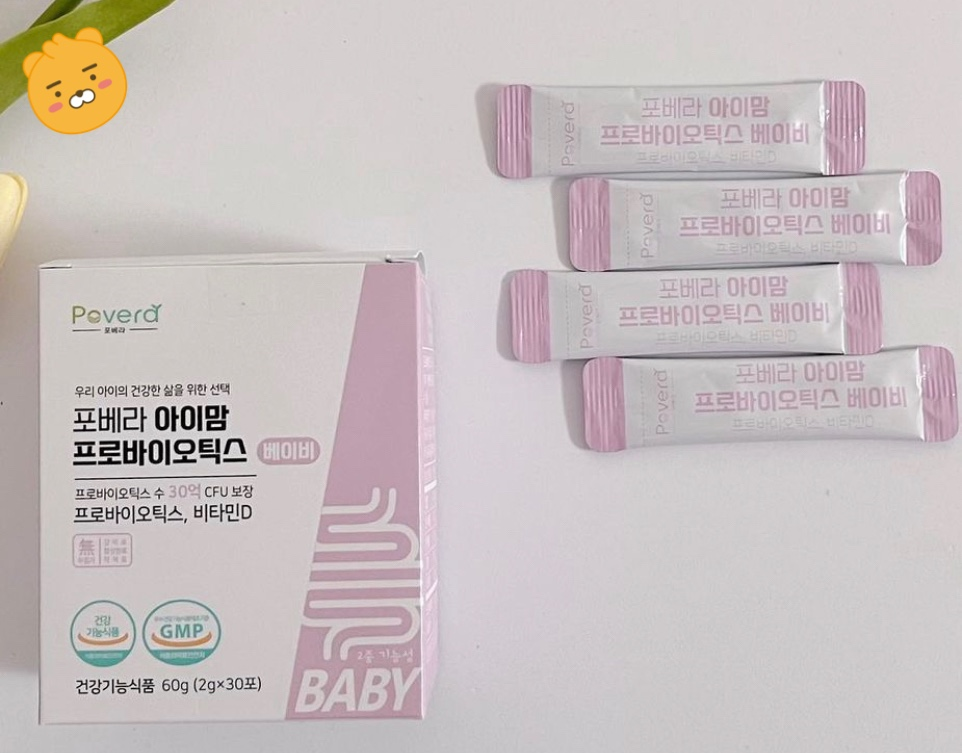 Povera
포베라
우리 아이의 건강한 삶을 위한 선택
포베라 아이맘
프로바이오틱스 베이비
프로바이오틱스 수 30억 CFU 보장
프로바이오틱스, 비타민D
無
건강
기능식품
GMP
건강기능식품 60g (2g×30포)
2중 기능성
BABY
Povera
포베라 아이맘
프로바이오틱스 베이비
프로바이오틱스, 비타민D
Povera
포베라 아이맘
프로바이오틱스 베이비
프로바이오틱스, 비타민D
Povera
포베라 아이맘
프로바이오틱스 베이비
프로바이오틱스, 비타민D
Povera
포베라 아이맘
프로바이오틱스 베이비
프로바이오틱스, 비타민D